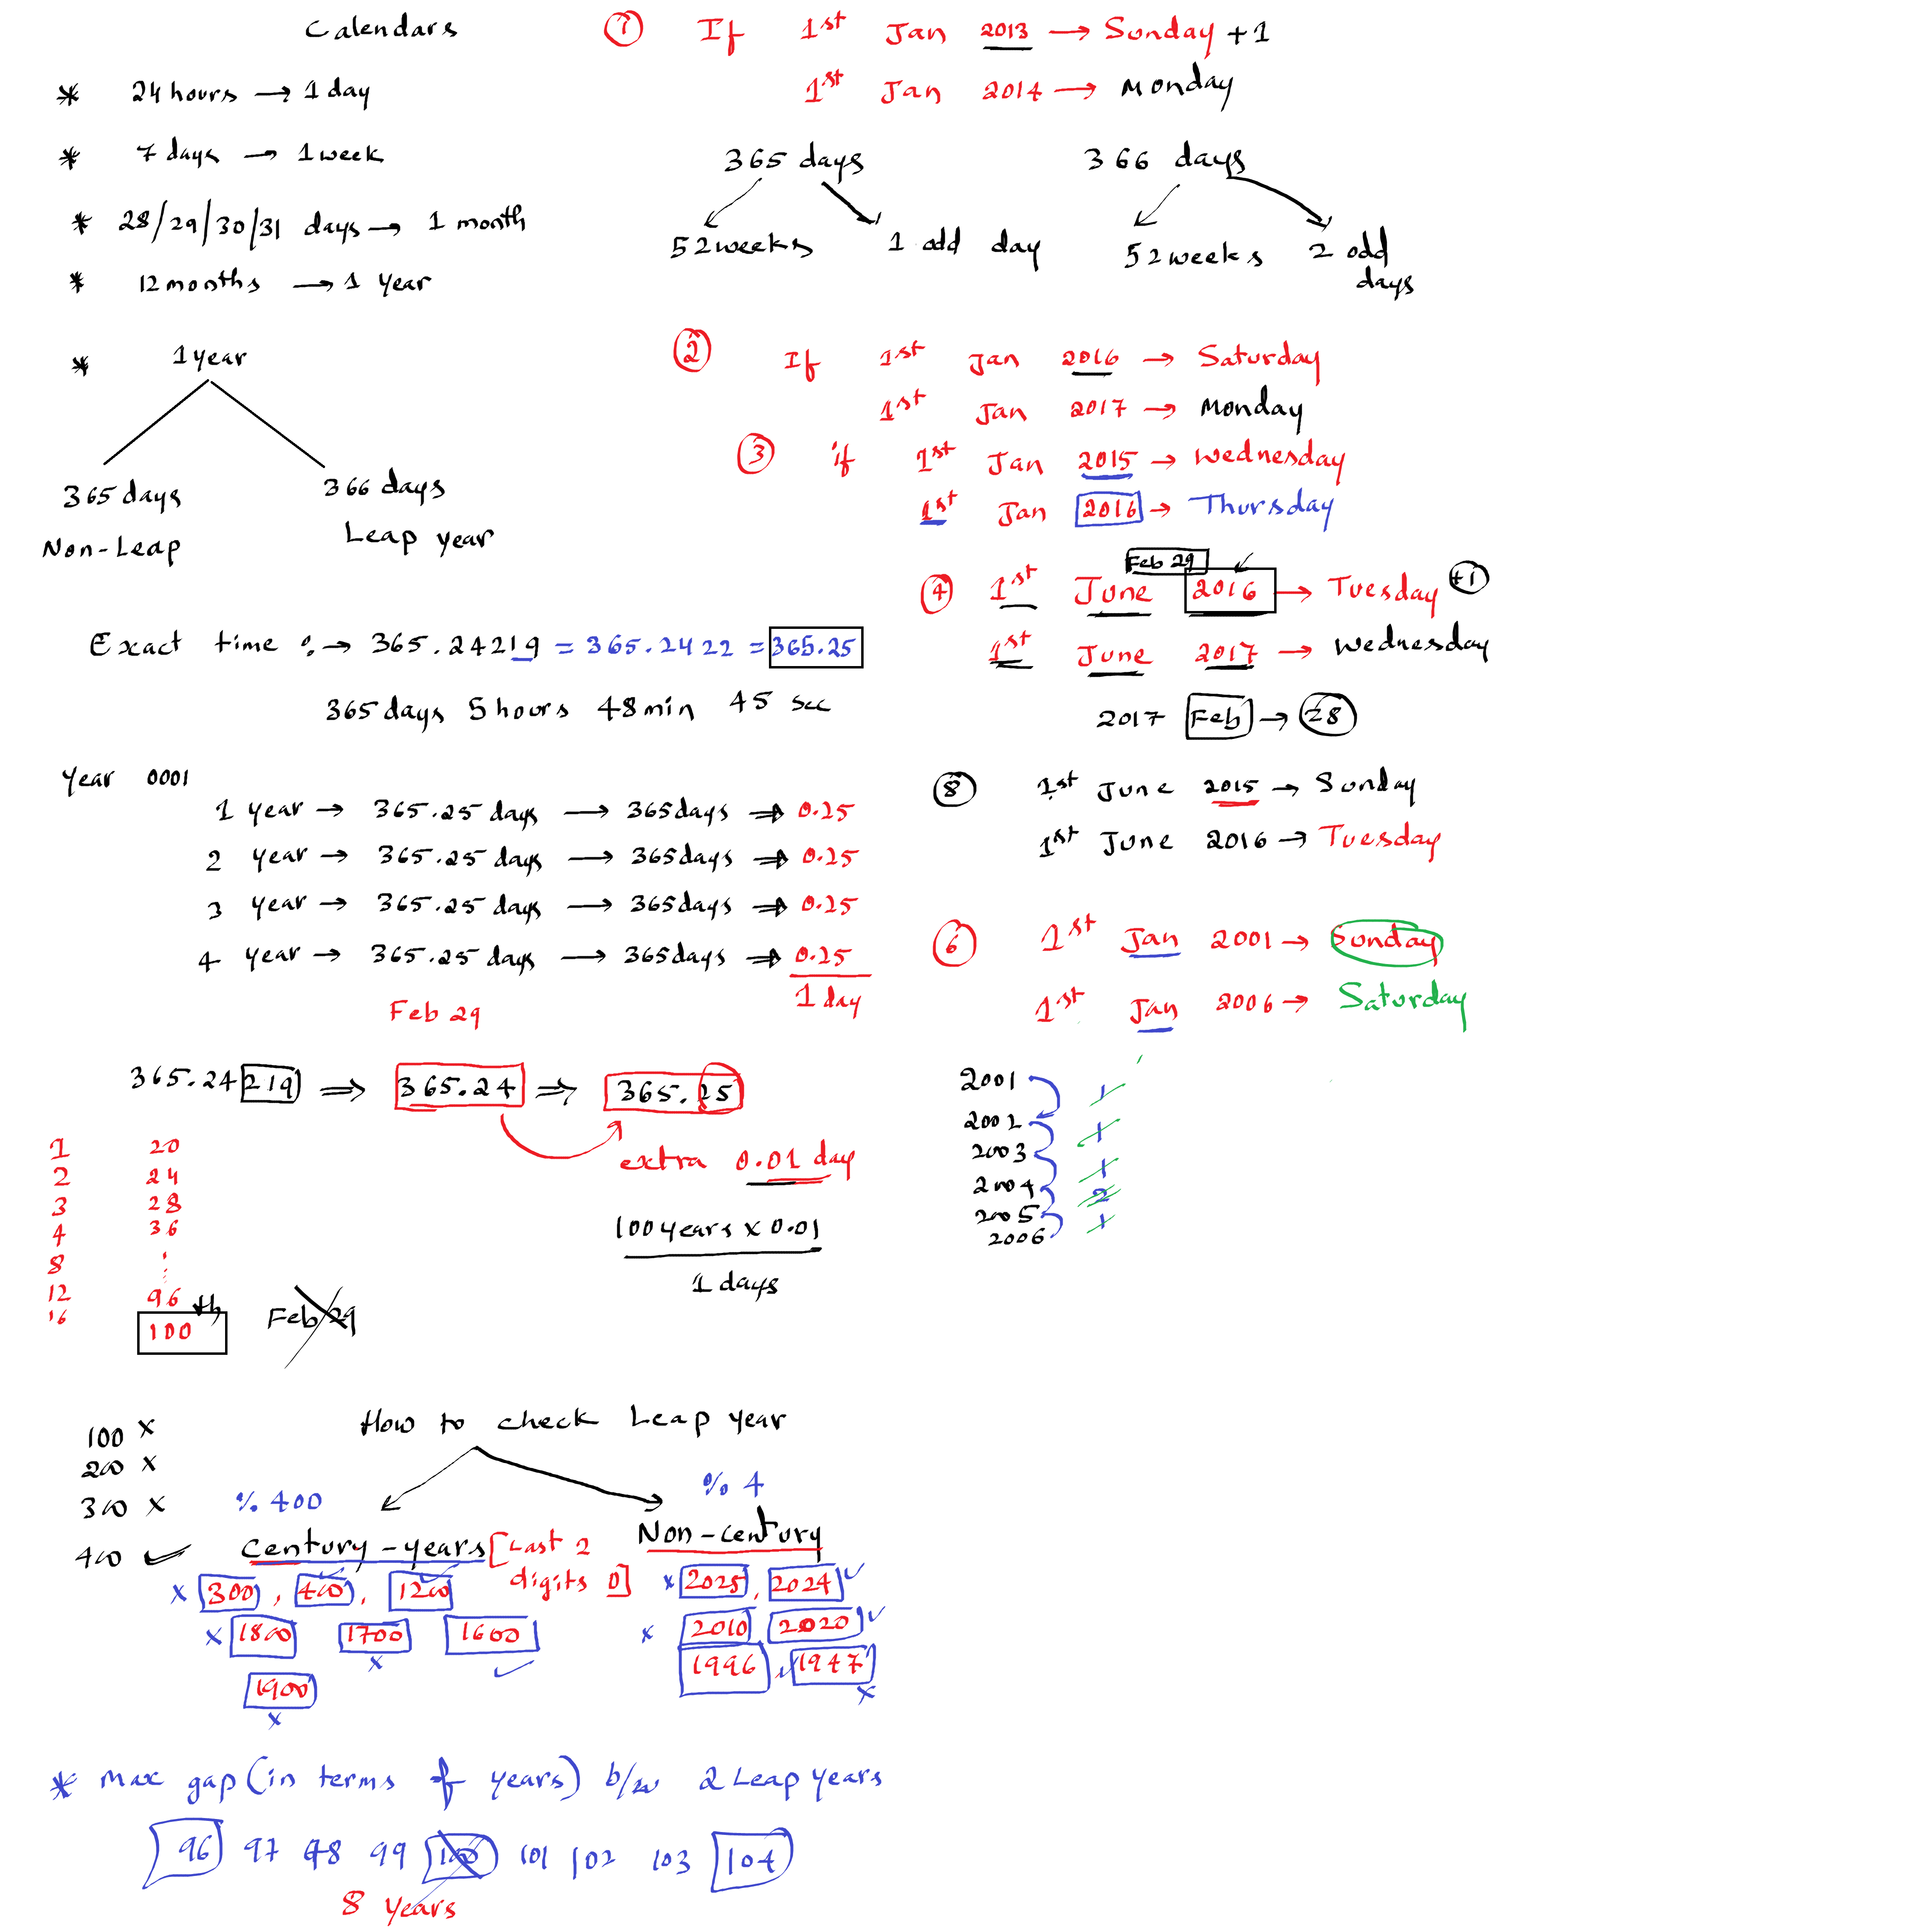 Calendars
* 24 hours → 1 day
* 7 days → 1 week
* 28/29/30/31 days → 1 month
* 12 months → 1 year
* 1 year
365 days 366 days
Non-Leap Leap year
Exact time : → 365.24219 = 365.2422 = 365.25
365 days 5 hours 48 min 45 sec
Year 0001
1 year → 365.25 days → 365 days ⇒ 0.25
2 year → 365.25 days → 365 days ⇒ 0.25
3 year → 365.25 days → 365 days ⇒ 0.25
4 year → 365.25 days → 365 days ⇒ 0.25
1 day
Feb 29
365.24219 ⇒ 365.24 ⇒ 365.25
extra 0.01 day
100 years x 0.01
1 days
1 20
2 24
3 28
4 36
8 :
12 96
16 100th Feb 29
How to check Leap year
100 x
200 x
300 x
400 ✓
% 400 % 4
Century-years [Last 2 digits 0] Non-century
x 300, 400 ✓, 1200 ✓
x 1800 1700 x 1600 ✓
1900 x
x 2025, 2024 ✓
x 2010 2020 ✓
1996 ✓, 1947 x
* Max gap (in terms of years) b/w 2 Leap years
96 97 98 99 100 101 102 103 104
8 years
① If 1st Jan 2013 → Sunday +1
1st Jan 2014 → Monday
365 days 366 days
52 weeks 1 odd day 52 weeks 2 odd days
② If 1st Jan 2016 → Saturday
1st Jan 2017 → Monday
③ if 1st Jan 2015 → Wednesday
1st Jan 2016 → Thursday
Feb 29
④ 1st June 2016 → Tuesday +1
1st June 2017 → Wednesday
2017 Feb → 28
⑧ 1st June 2015 → Sunday
1st June 2016 → Tuesday
⑥ 1st Jan 2001 → Sunday
1st Jan 2006 → Saturday
2001
1
2002
1
2003
1
2004
2
2005
1
2006